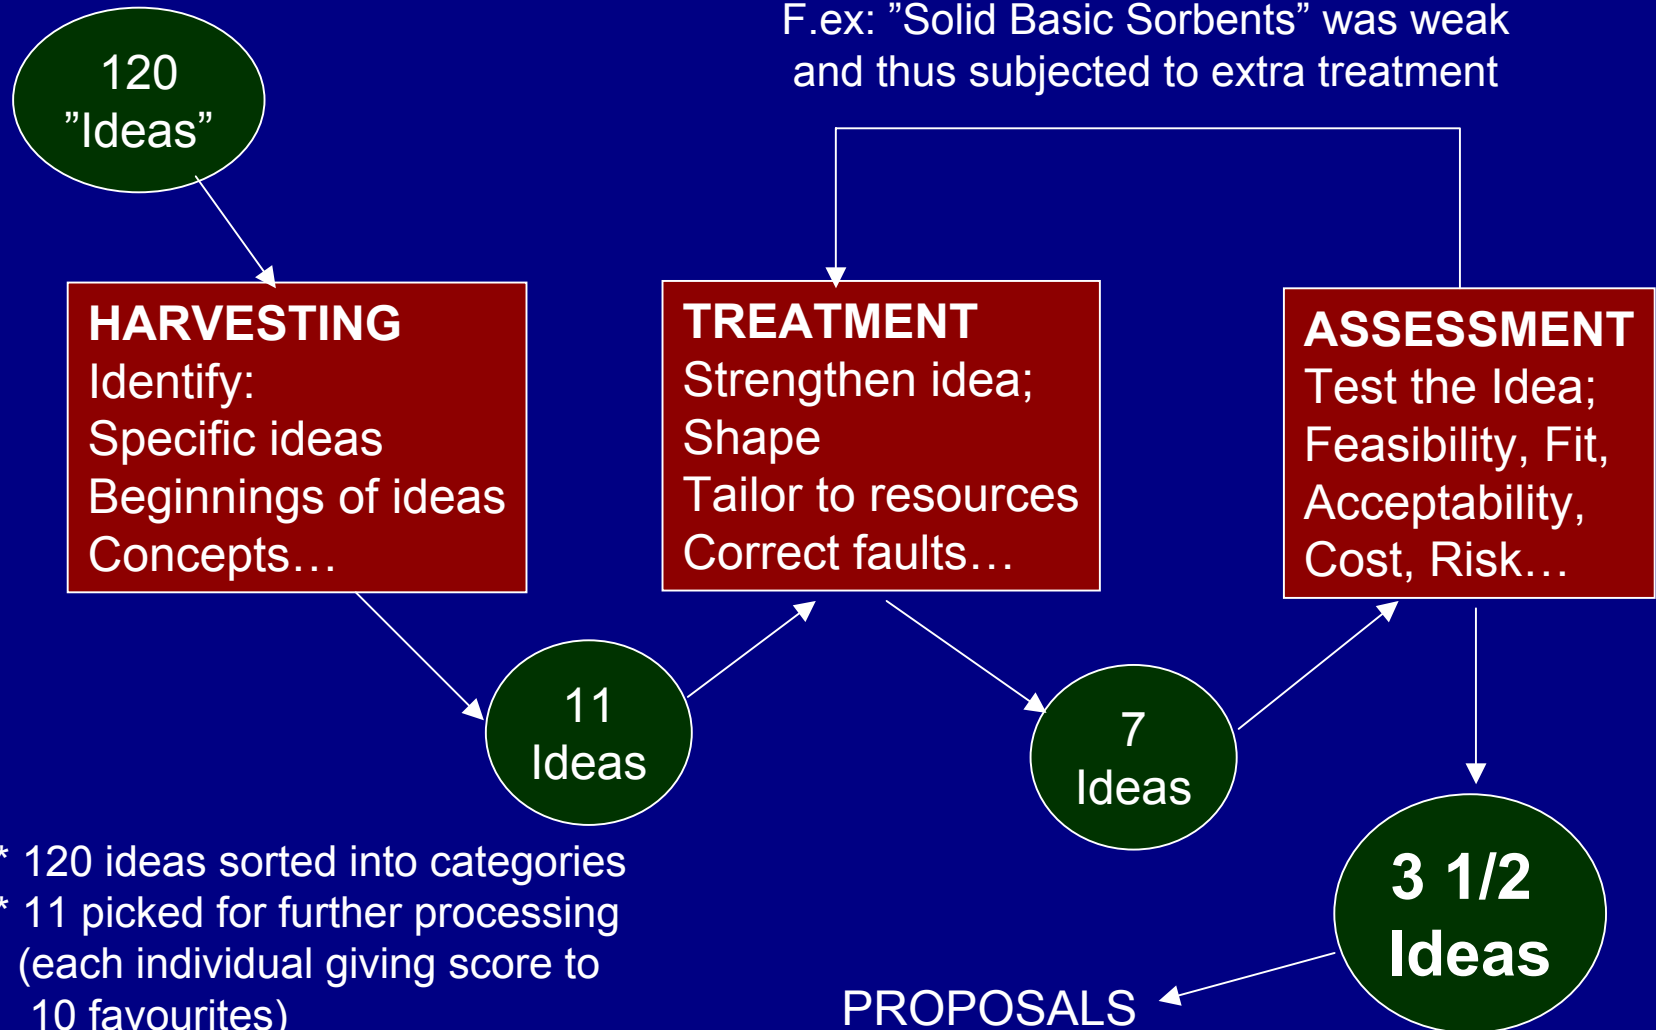 120
”Ideas”
F.ex: ”Solid Basic Sorbents” was weak
and thus subjected to extra treatment
HARVESTING
Identify:
Specific ideas
Beginnings of ideas
Concepts…
TREATMENT
Strengthen idea;
Shape
Tailor to resources
Correct faults…
ASSESSMENT
Test the Idea;
Feasibility, Fit,
Acceptability,
Cost, Risk…
11
Ideas
7
Ideas
3 1/2
Ideas
* 120 ideas sorted into categories
* 11 picked for further processing
(each individual giving score to
10 favourites)
PROPOSALS